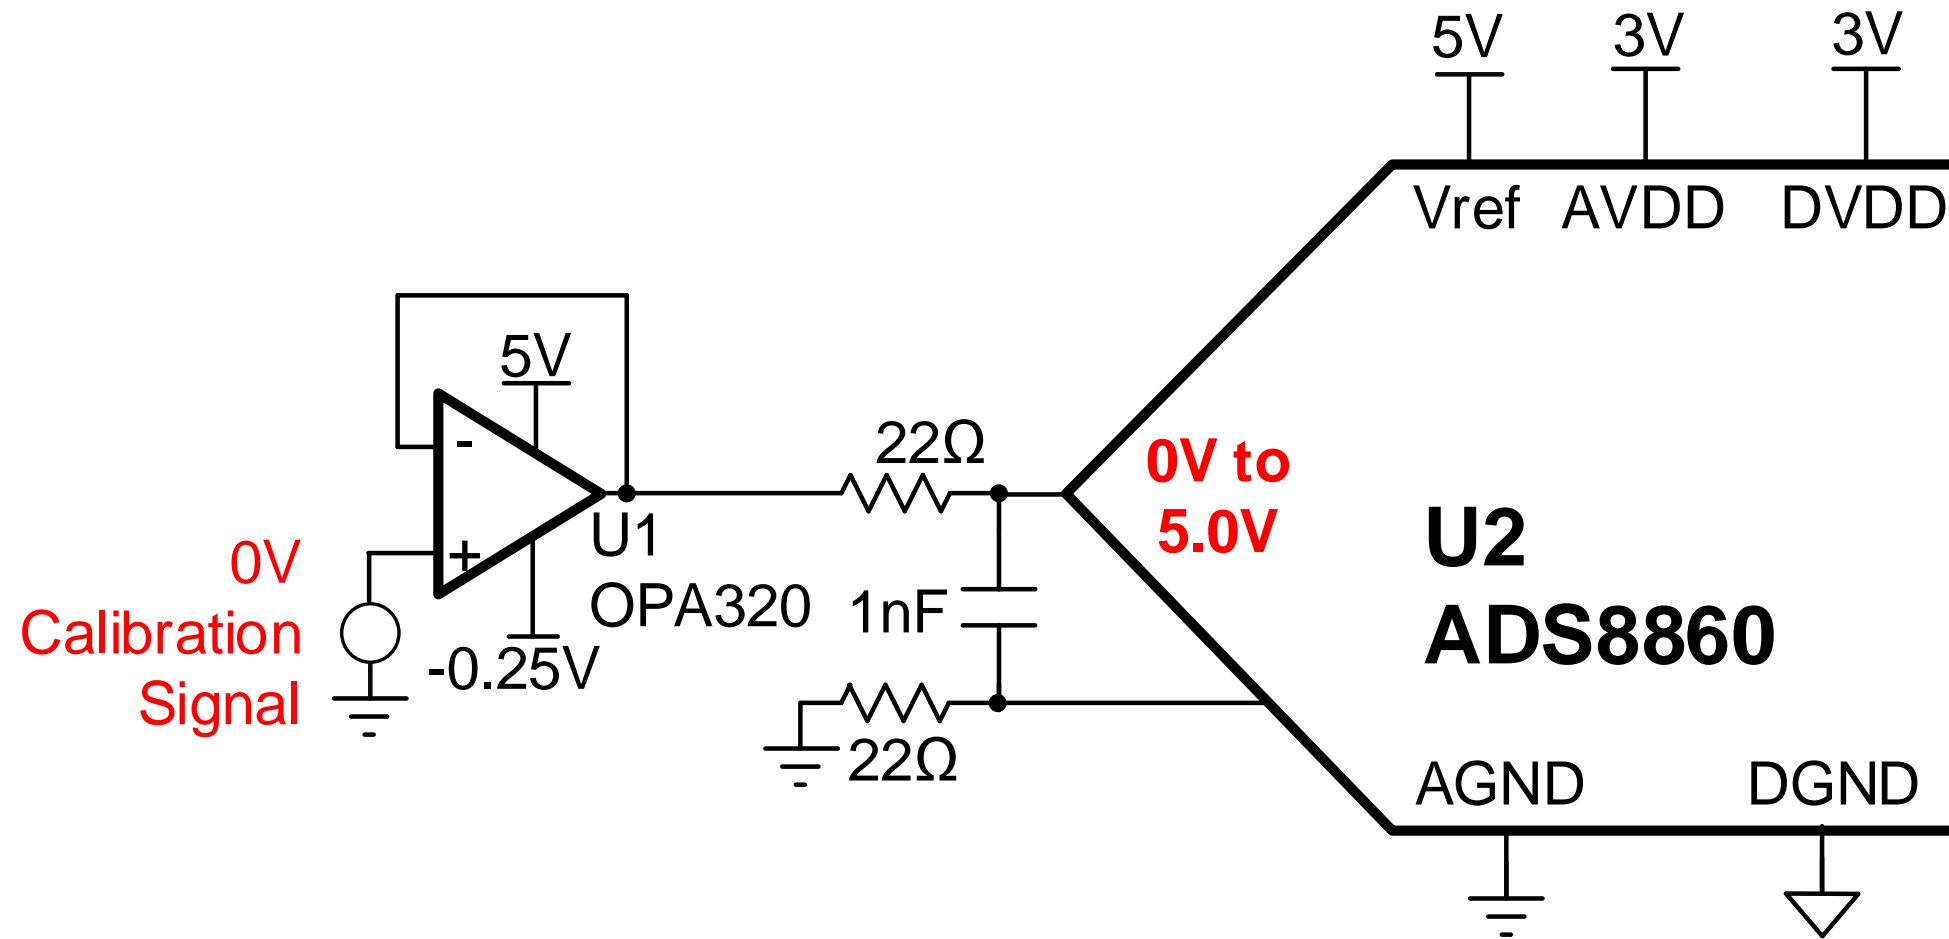 5V
3V
3V
Vref
AVDD
DVDD
5V
-
+
U1
OPA320
-0.25V
0V
Calibration
Signal
22Ω
1nF
22Ω
0V to
5.0V
U2
ADS8860
AGND
DGND